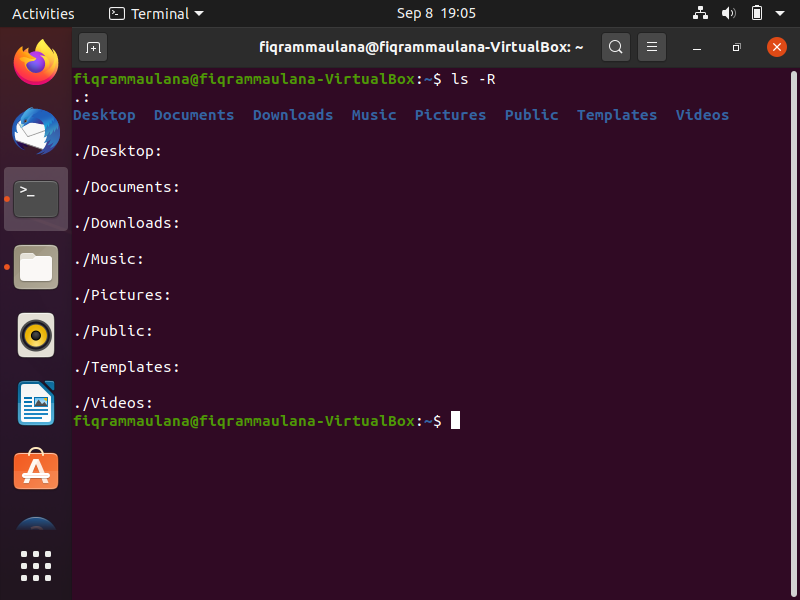 Activities Terminal Sep 8 19:05
fiqrammaulana@fiqrammaulana-VirtualBox: ~
fiqrammaulana@fiqrammaulana-VirtualBox:~$ ls -R
.:
Desktop Documents Downloads Music Pictures Public Templates Videos
./Desktop:
./Documents:
./Downloads:
./Music:
./Pictures:
./Public:
./Templates:
./Videos:
fiqrammaulana@fiqrammaulana-VirtualBox:~$